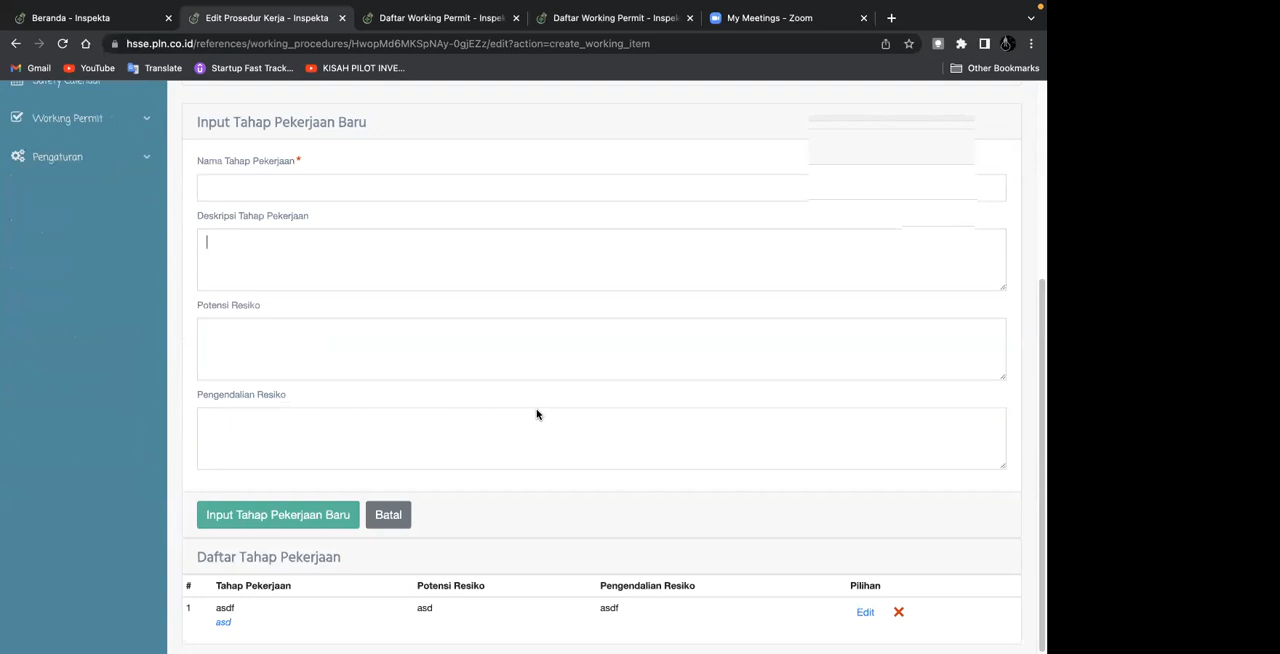 Beranda - Inspekta
Edit Prosedur Kerja - Inspekta
Daftar Working Permit - Inspek
Daftar Working Permit - Inspek
My Meetings - Zoom
hsse.pln.co.id/references/working_procedures/HwopMd6MKSpNAy-0gjEZz/edit?action=create_working_item
Gmail
YouTube
Translate
Startup Fast Track...
KISAH PILOT INVE...
Other Bookmarks
Safety Calendar
Working Permit
Pengaturan
Input Tahap Pekerjaan Baru
Nama Tahap Pekerjaan*
Deskripsi Tahap Pekerjaan
Potensi Resiko
Pengendalian Resiko
Input Tahap Pekerjaan Baru
Batal
Daftar Tahap Pekerjaan
# Tahap Pekerjaan Potensi Resiko Pengendalian Resiko Pilihan
1 asdf asd asdf Edit
asd